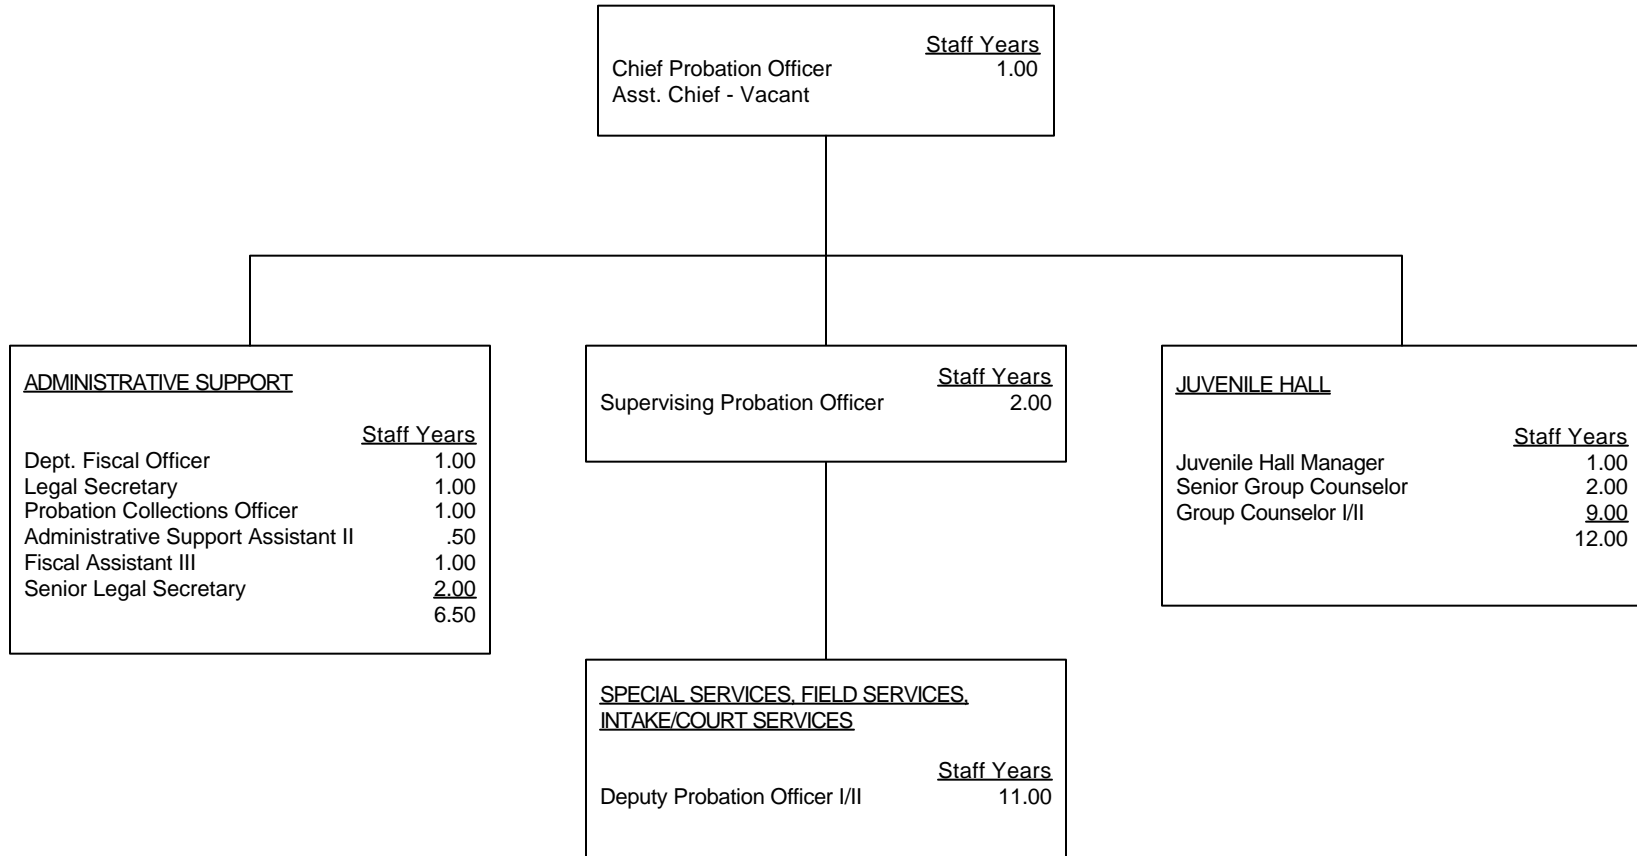 Staff Years
Chief Probation Officer 1.00
Asst. Chief - Vacant
ADMINISTRATIVE SUPPORT
Staff Years
Dept. Fiscal Officer 1.00
Legal Secretary 1.00
Probation Collections Officer 1.00
Administrative Support Assistant II .50
Fiscal Assistant III 1.00
Senior Legal Secretary 2.00
6.50
Staff Years
Supervising Probation Officer 2.00
JUVENILE HALL
Staff Years
Juvenile Hall Manager 1.00
Senior Group Counselor 2.00
Group Counselor I/II 9.00
12.00
SPECIAL SERVICES, FIELD SERVICES,
INTAKE/COURT SERVICES
Staff Years
Deputy Probation Officer I/II 11.00